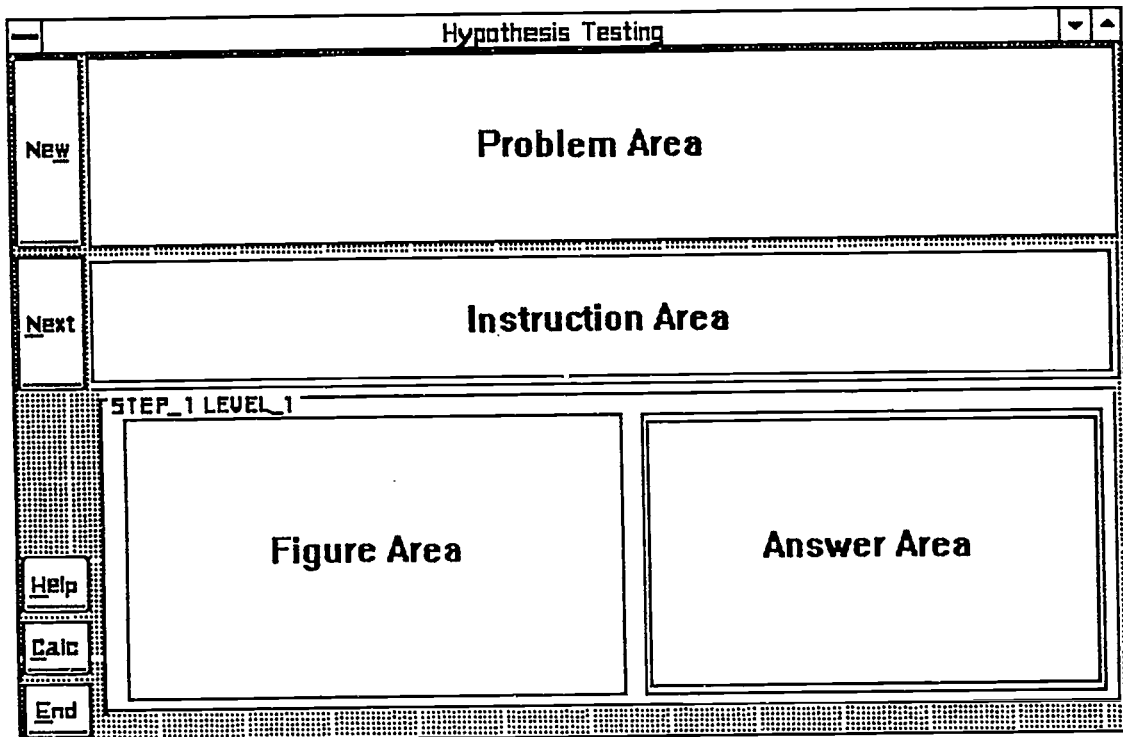 Hypothesis Testing
New
Problem Area
Next
Instruction Area
STEP_1 LEVEL_1
Figure Area
Answer Area
Help
Calc
End